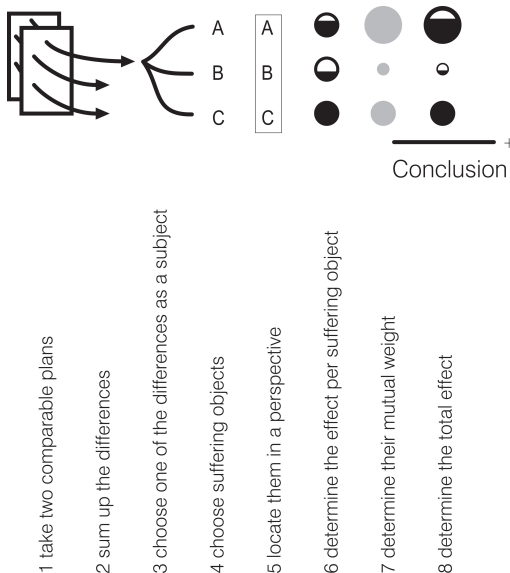 A A
B B
C C
+
Conclusion
1 take two comparable plans
2 sum up the differences
3 choose one of the differences as a subject
4 choose suffering objects
5 locate them in a perspective
6 determine the effect per suffering object
7 determine their mutual weight
8 determine the total effect